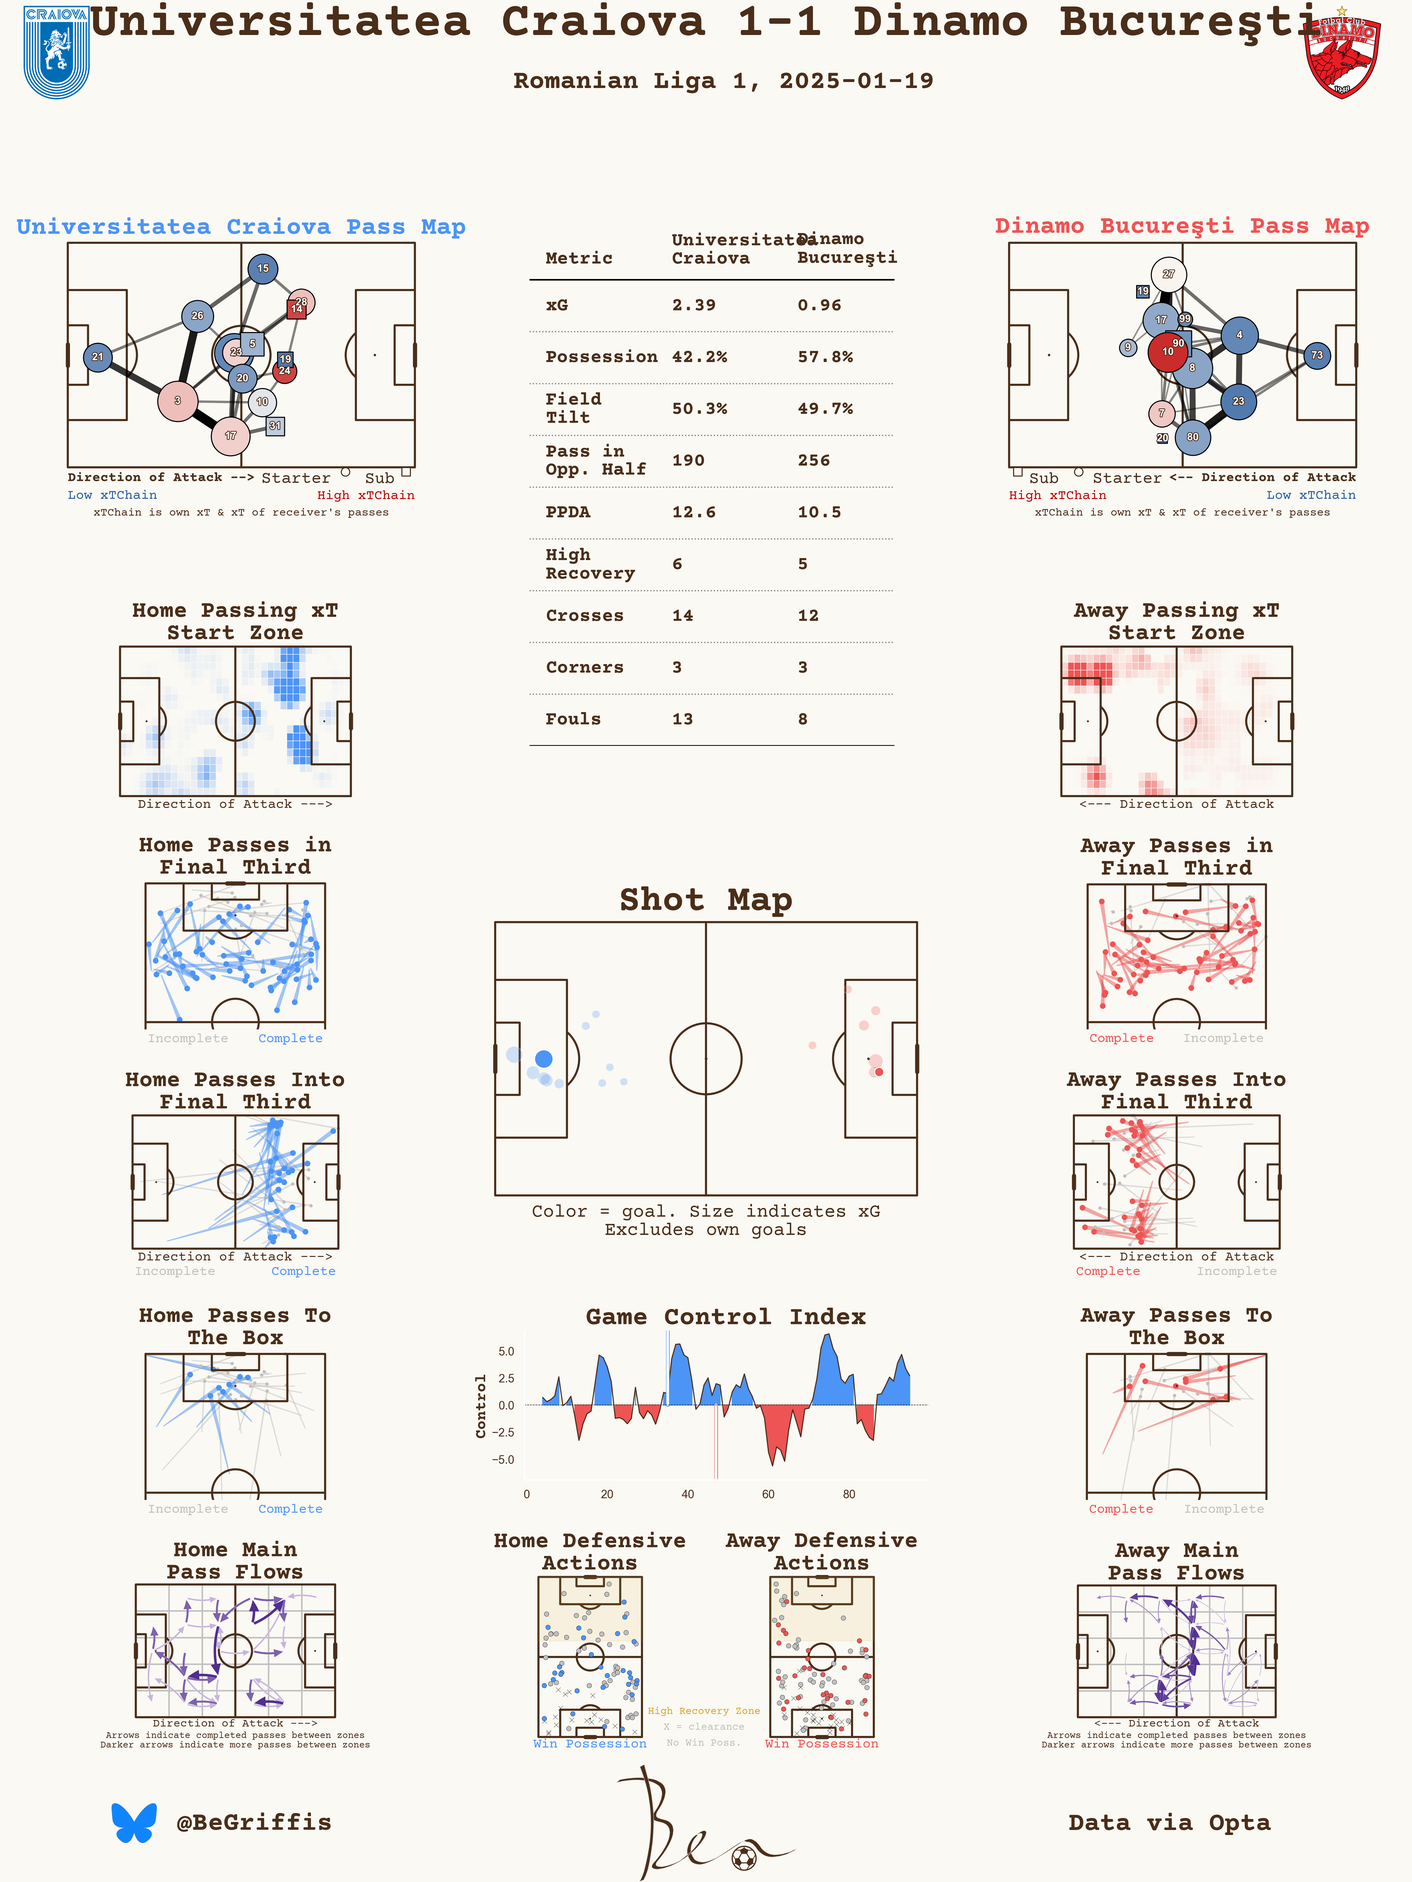 Universitatea Craiova 1-1 Dinamo Bucureşti
CRAIOVA
Fotbal Club
DINAMO
BUCUREŞTI
1948
Romanian Liga 1, 2025-01-19
Universitatea Craiova Pass Map
15
28
14
26
5
23
21
19
24
20
3
10
31
17
Direction of Attack --> Starter Sub
Low xTChain High xTChain
xTChain is own xT & xT of receiver's passes
Metric Universitatea Craiova Dinamo Bucureşti
xG 2.39 0.96
Possession 42.2% 57.8%
Field Tilt 50.3% 49.7%
Pass in Opp. Half 190 256
PPDA 12.6 10.5
High Recovery 6 5
Crosses 14 12
Corners 3 3
Fouls 13 8
Dinamo Bucureşti Pass Map
27
19
17
99
4
9
90
10
73
8
23
7
20
80
Sub Starter <-- Direction of Attack
High xTChain Low xTChain
xTChain is own xT & xT of receiver's passes
Home Passing xT
Start Zone
Direction of Attack --->
Away Passing xT
Start Zone
<--- Direction of Attack
Home Passes in
Final Third
Incomplete Complete
Away Passes in
Final Third
Complete Incomplete
Shot Map
Color = goal. Size indicates xG
Excludes own goals
Home Passes Into
Final Third
Direction of Attack --->
Incomplete Complete
Away Passes Into
Final Third
<--- Direction of Attack
Complete Incomplete
Home Passes To
The Box
Incomplete Complete
Game Control Index
Control
5.0
2.5
0.0
−2.5
−5.0
0 20 40 60 80
Away Passes To
The Box
Complete Incomplete
Home Main
Pass Flows
Direction of Attack --->
Arrows indicate completed passes between zones
Darker arrows indicate more passes between zones
Home Defensive
Actions
Win Possession
High Recovery Zone
X = clearance
No Win Poss.
Away Defensive
Actions
Win Possession
Away Main
Pass Flows
<--- Direction of Attack
Arrows indicate completed passes between zones
Darker arrows indicate more passes between zones
@BeGriffis
Ben
Data via Opta